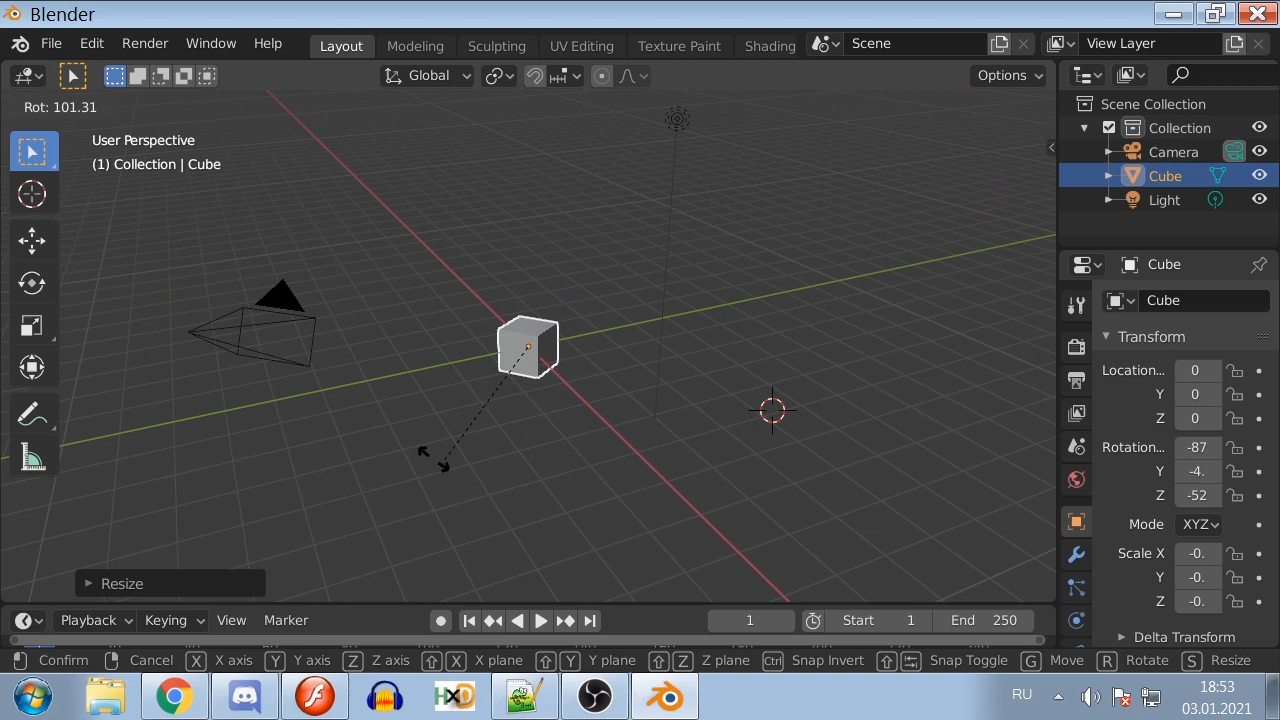 Blender
File Edit Render Window Help Layout Modeling Sculpting UV Editing Texture Paint Shading Scene View Layer
Global Options
Rot: 101.31
User Perspective
(1) Collection | Cube
Scene Collection
Collection
Camera
Cube
Light
Cube
Cube
Transform
Location... 0
Y 0
Z 0
Rotation... -87
Y -4.
Z -52
Mode XYZ
Scale X -0.
Y -0.
Z -0.
Delta Transform
Resize
Playback Keying View Marker 1 Start 1 End 250
Confirm Cancel X X axis Y Y axis Z Z axis X X plane Y Y plane Z Z plane Ctrl Snap Invert Snap Toggle G Move R Rotate S Resize
HXD
RU 18:53
03.01.2021